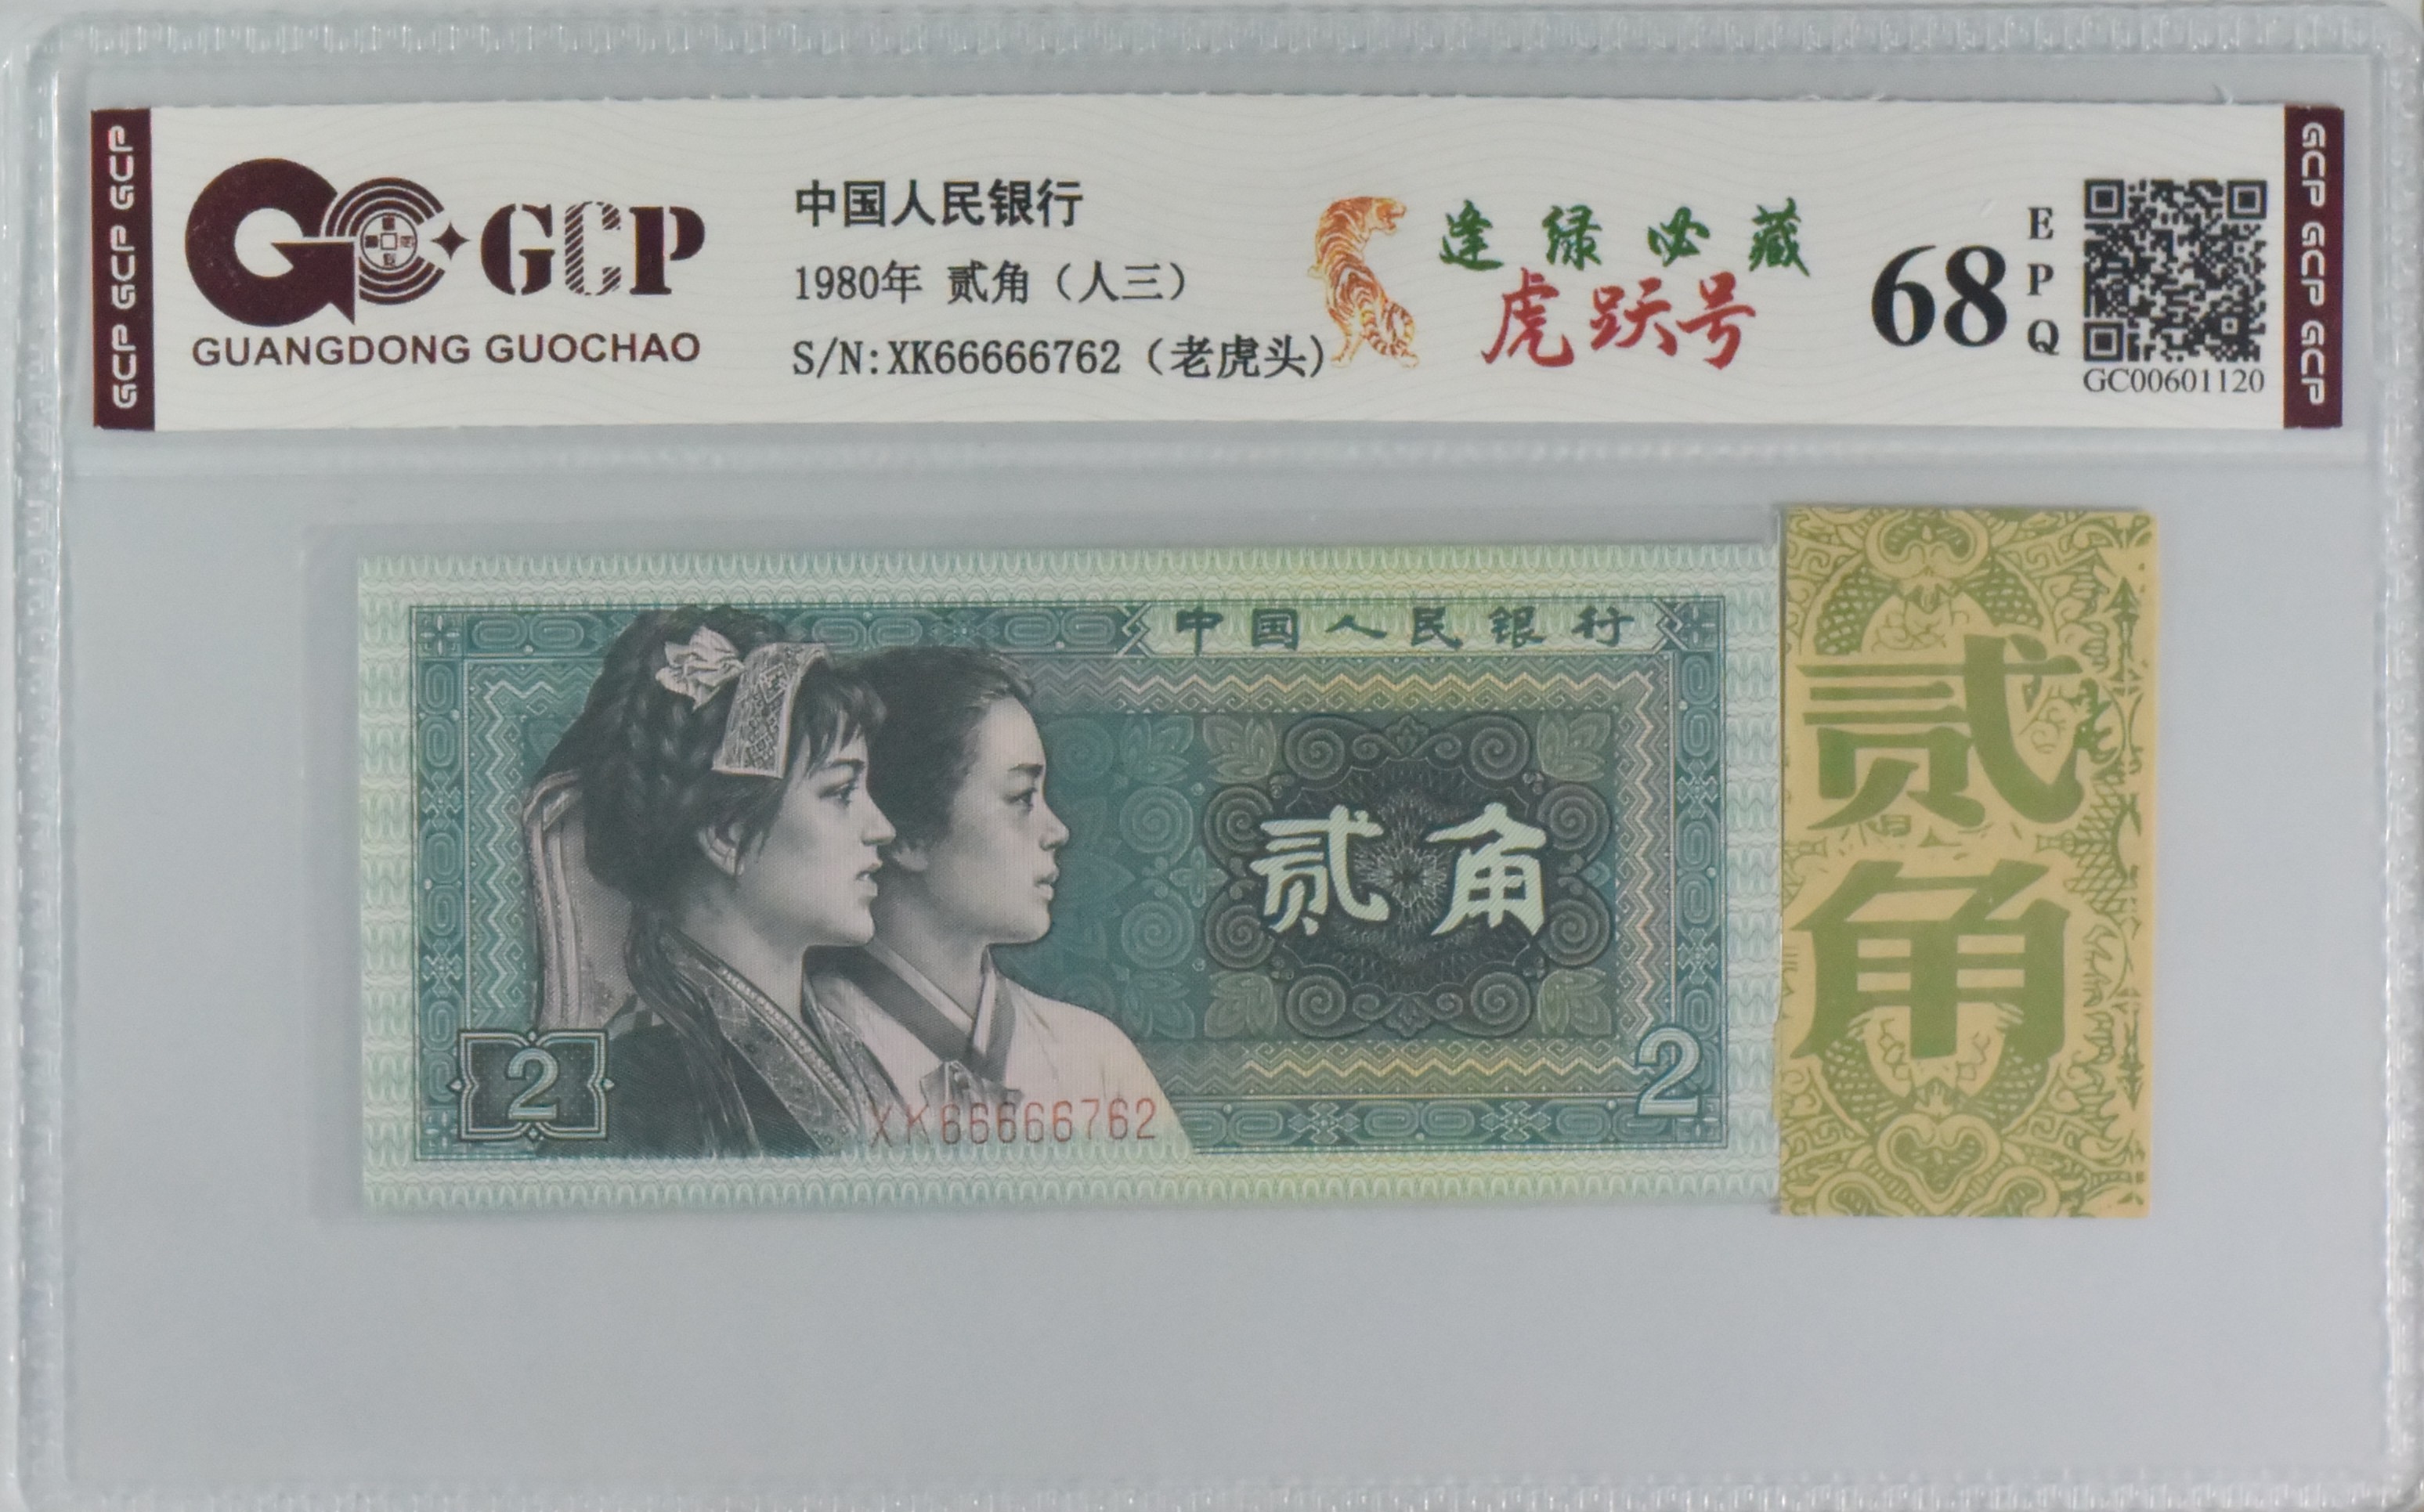 GCP GCP GCP
GCP
GUANGDONG GUOCHAO
中国人民银行
1980年 贰角（人三）
S/N:XK66666762（老虎头）
逢绿必藏
虎跃号
68
EPQ
GC00601120
GCP GCP GCP
中国人民银行
贰角
2
XK66666762
2
贰角